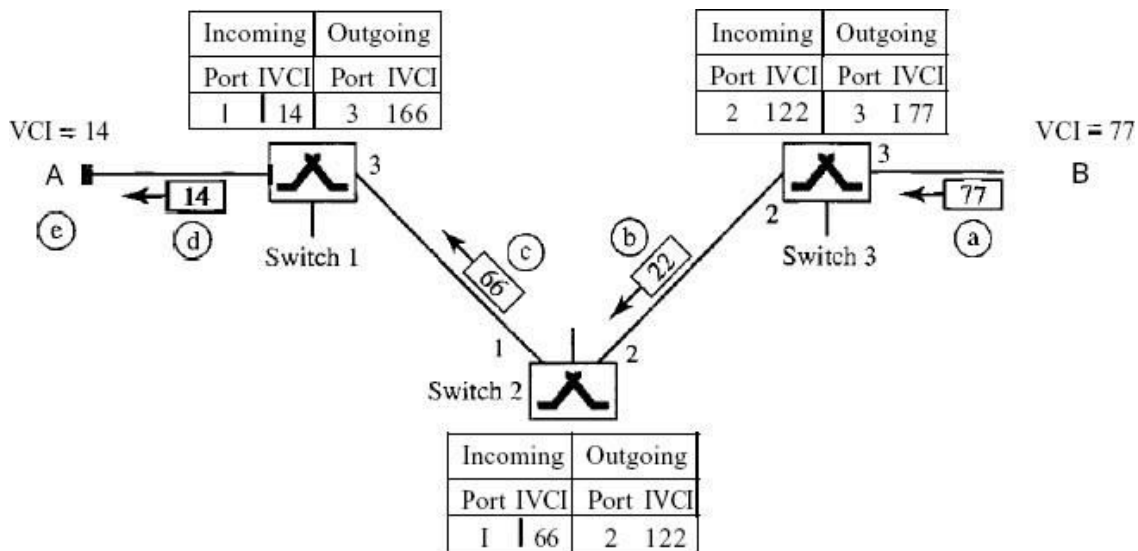 Incoming Outgoing
Port IVCI Port IVCI
I | 14 3 166
Incoming Outgoing
Port IVCI Port IVCI
2 122 3 I 77
VCI = 14
VCI = 77
A
14
e
d
3
Switch 1
c
66
b
22
3
2
Switch 3
77
a
B
1
2
Switch 2
Incoming Outgoing
Port IVCI Port IVCI
I | 66 2 122